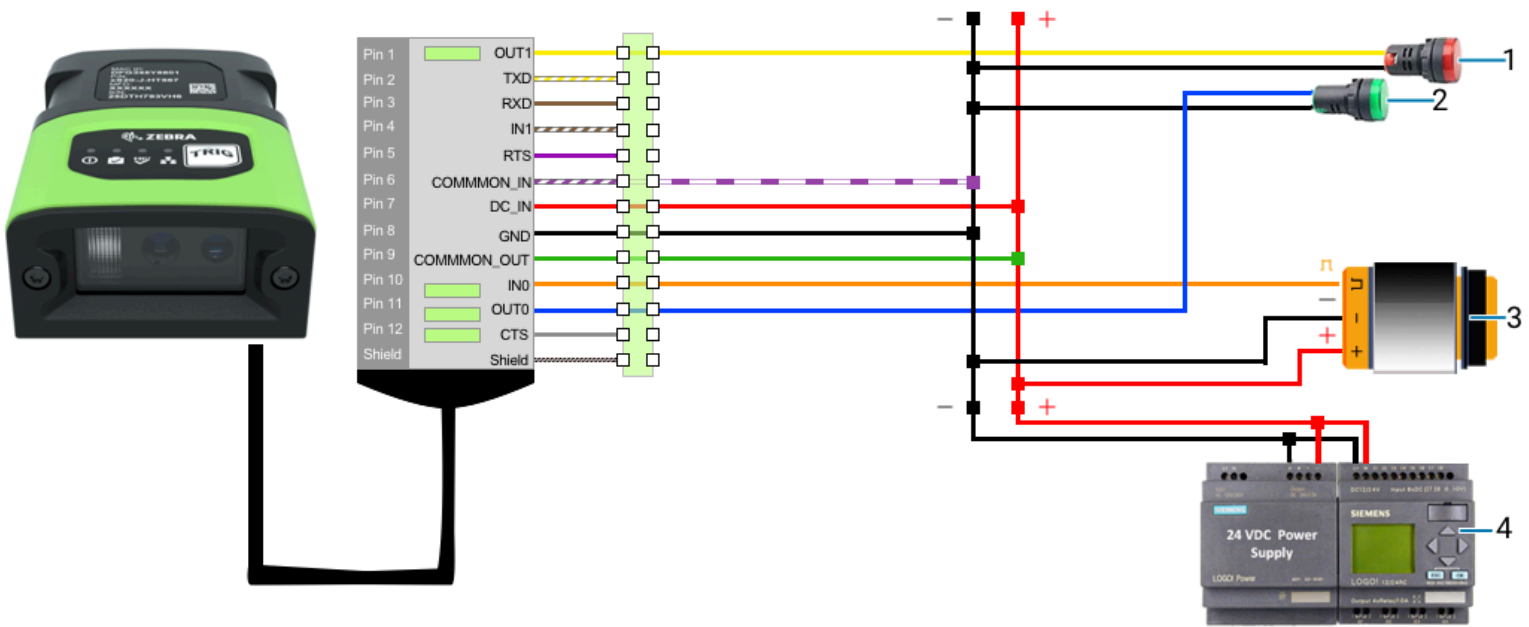 − +
Pin 1 OUT1
Pin 2 TXD
Pin 3 RXD
Pin 4 IN1
Pin 5 RTS
Pin 6 COMMMON_IN
Pin 7 DC_IN
Pin 8 GND
Pin 9 COMMMON_OUT
Pin 10 IN0
Pin 11 OUT0
Pin 12 CTS
Shield Shield
ZEBRA
TRIG
1
2
−
+
− +
3
− +
SIEMENS
24 VDC Power
Supply
LOGO! Power
SIEMENS
LOGO!
4